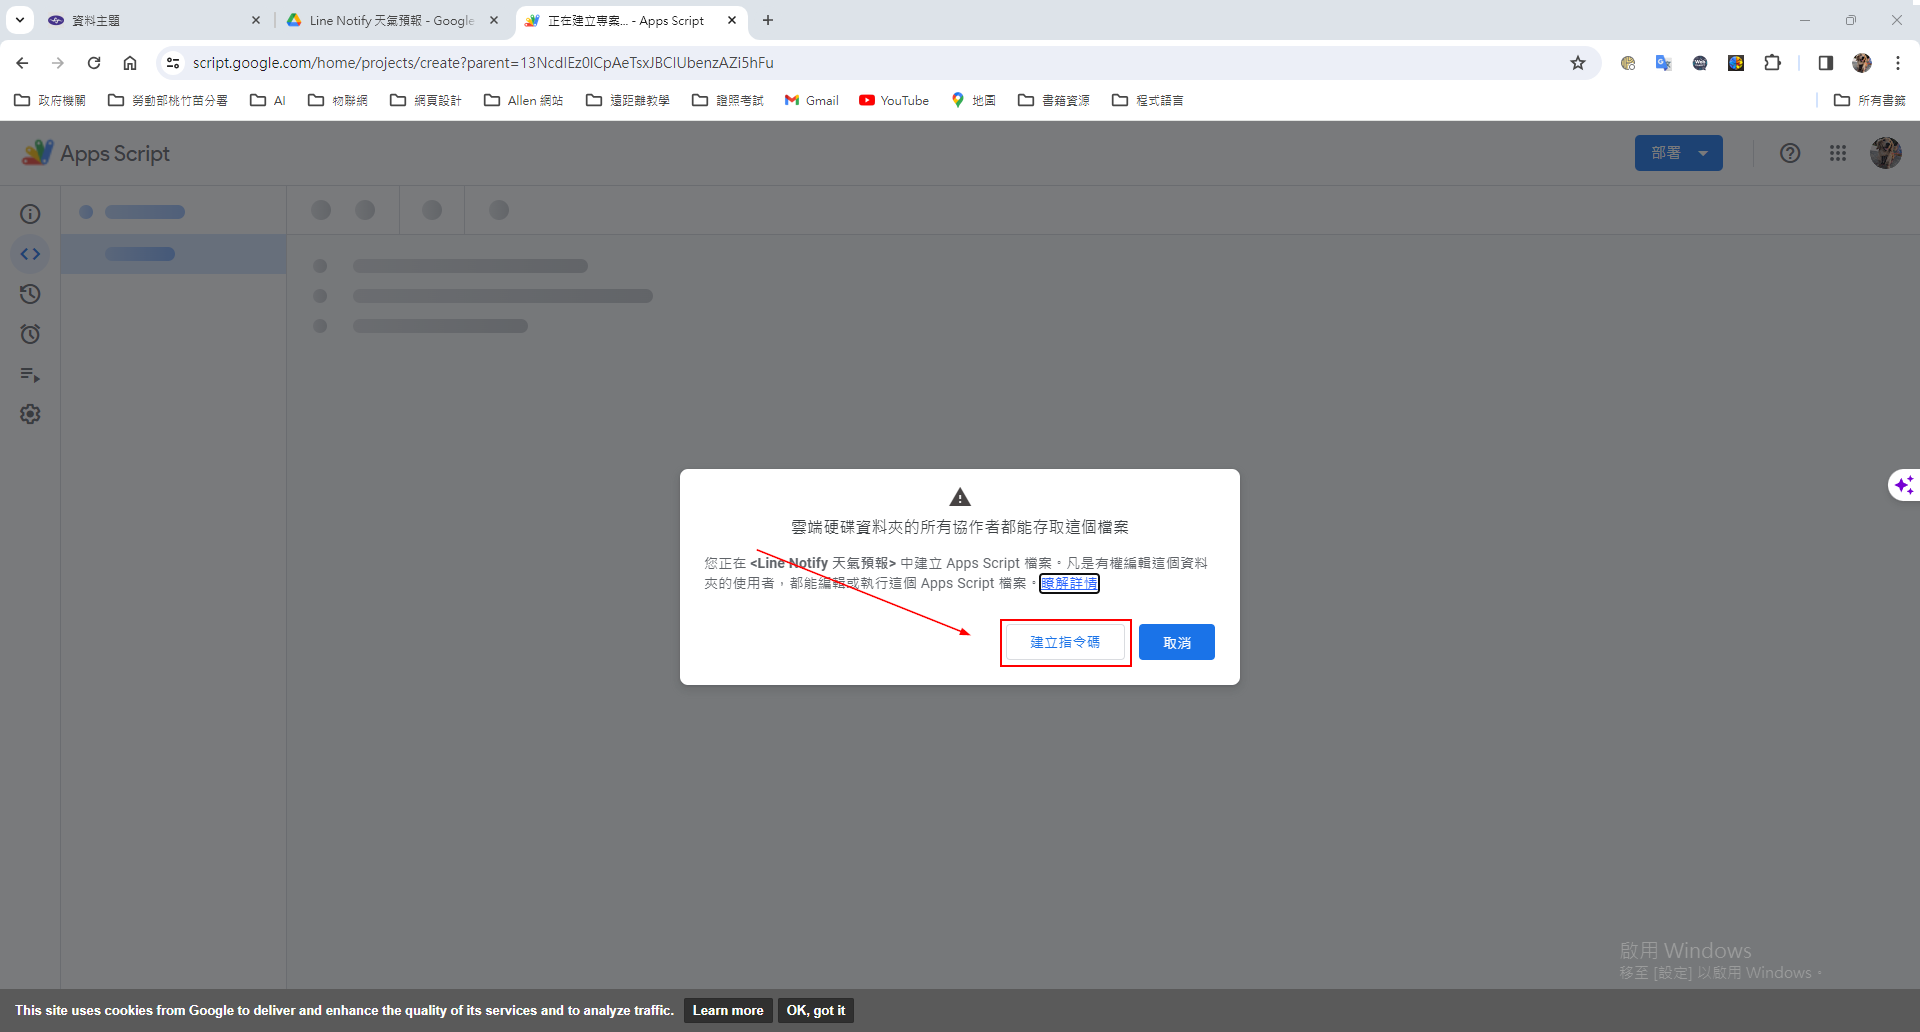 資料主題
Line Notify 天氣預報 - Google
正在建立專案... - Apps Script
script.google.com/home/projects/create?parent=13NcdlEz0ICpAeTsxJBClUbenzAZi5hFu
政府機關
勞動部桃竹苗分署
AI
物聯網
網頁設計
Allen 網站
遠距離教學
證照考試
Gmail
YouTube
地圖
書籍資源
程式語言
所有書籤
Apps Script
部署
雲端硬碟資料夾的所有協作者都能存取這個檔案
您正在 <Line Notify 天氣預報> 中建立 Apps Script 檔案。凡是有權編輯這個資料
夾的使用者，都能編輯或執行這個 Apps Script 檔案。瞭解詳情
建立指令碼
取消
啟用 Windows
移至 [設定] 以啟用 Windows。
This site uses cookies from Google to deliver and enhance the quality of its services and to analyze traffic.
Learn more
OK, got it